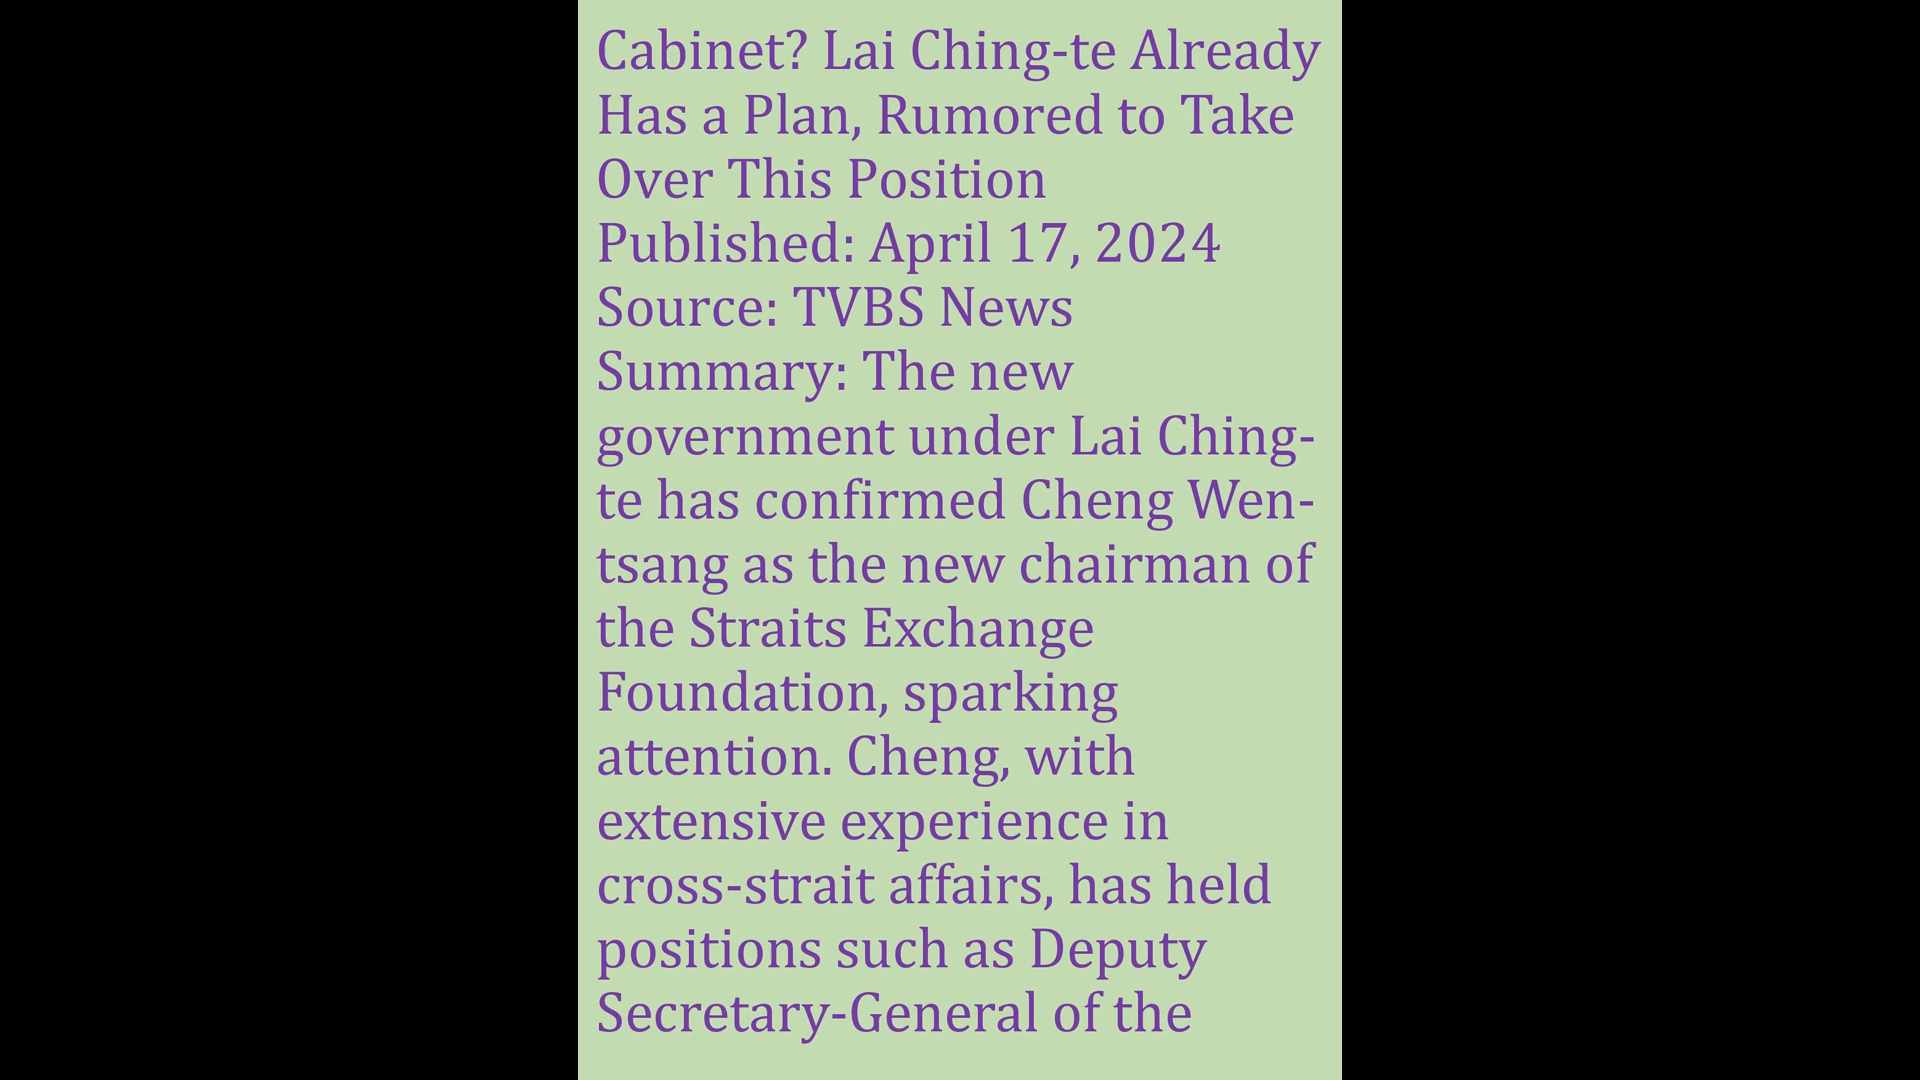 Cabinet? Lai Ching-te Already
Has a Plan, Rumored to Take
Over This Position
Published: April 17, 2024
Source: TVBS News
Summary: The new
government under Lai Ching-
te has confirmed Cheng Wen-
tsang as the new chairman of
the Straits Exchange
Foundation, sparking
attention. Cheng, with
extensive experience in
cross-strait affairs, has held
positions such as Deputy
Secretary-General of the